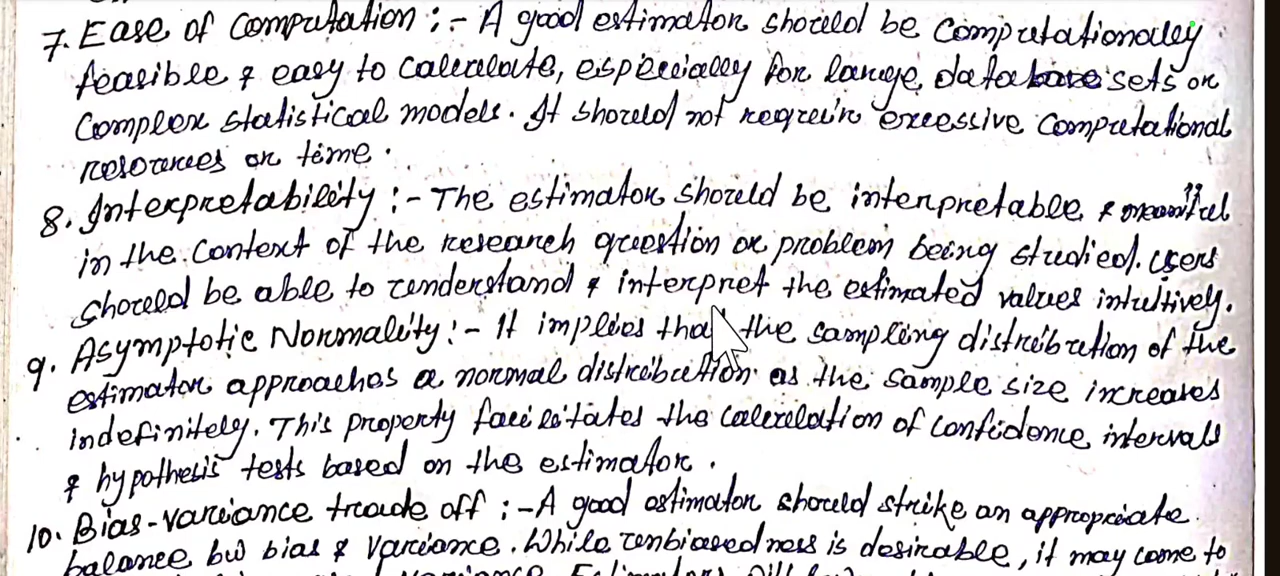 7. Ease of Computation :- A good estimator should be computationally
feasible & easy to calculate, especially for large, data sets or
Complex statistical models. It should not require excessive computational
resources or time.
8. Interpretability :- The estimator should be interpretable &
in the context of the research question or problem being studied. Users
should be able to understand & interpret the estimated values intuitively.
9. Asymptotic Normality :- It implies that the sampling distribution of the
estimator approaches a normal distribution as the sample size increases
indefinitely. This property facilitates the calculation of confidence intervals
& hypothesis tests based on the estimator.
10. Bias-variance trade off :- A good estimator should strike an appropriate
balance bw bias & variance. While unbiasedness is desirable, it may come to